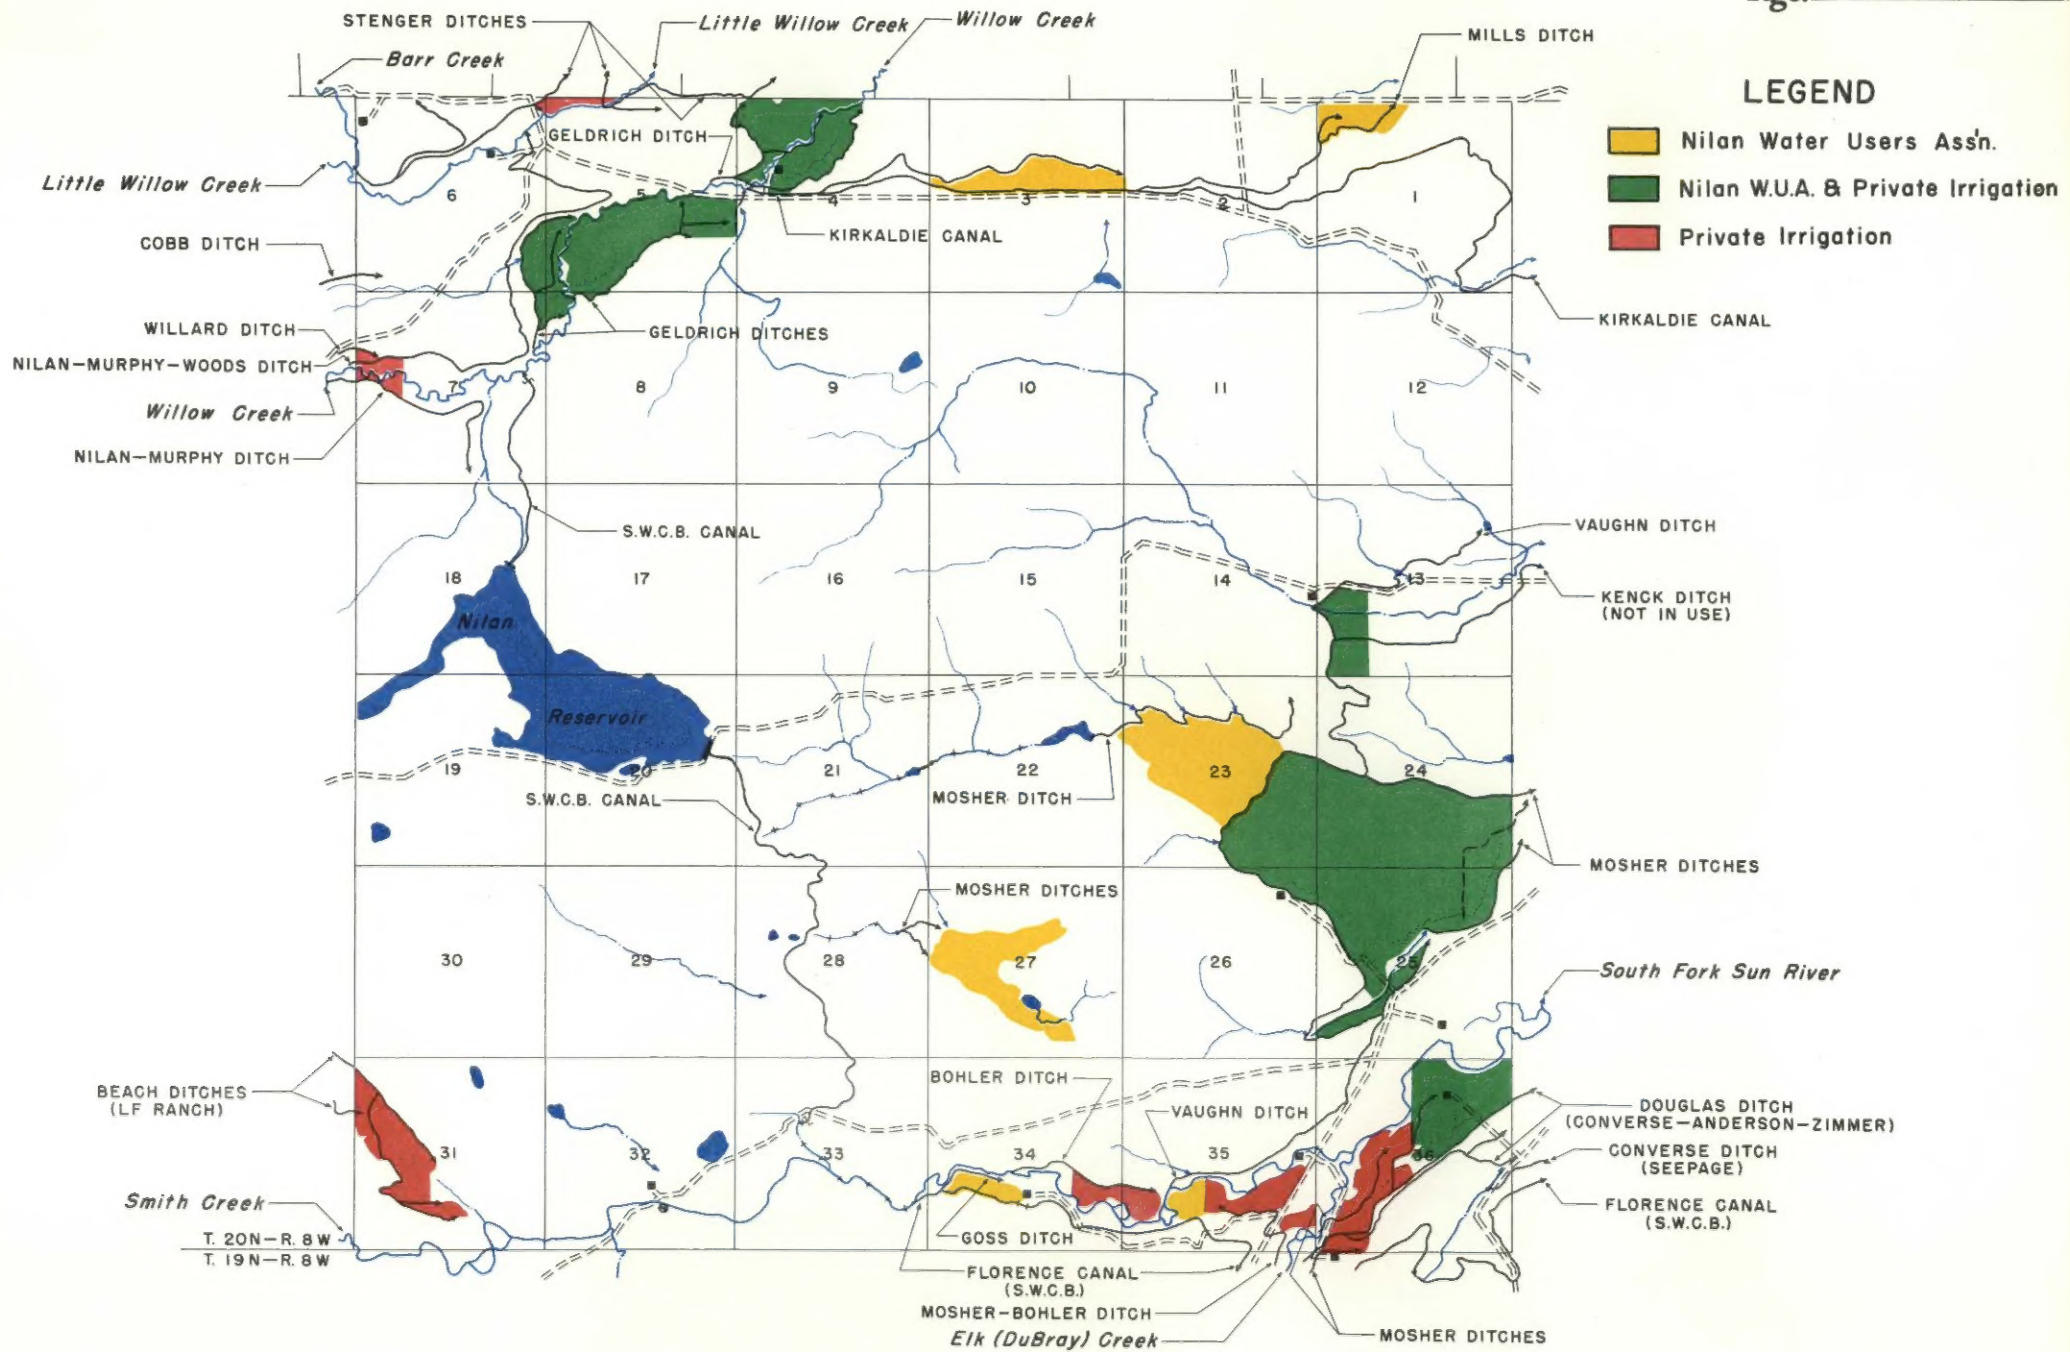 STENGER DITCHES
Little Willow Creek
Willow Creek
MILLS DITCH
Barr Creek
LEGEND
Nilan Water Users Ass'n.
Nilan W.U.A. & Private Irrigation
Private Irrigation
GELDRICH DITCH
Little Willow Creek
6
5
4
3
2
1
COBB DITCH
KIRKALDIE CANAL
WILLARD DITCH
GELDRICH DITCHES
KIRKALDIE CANAL
NILAN-MURPHY-WOODS DITCH
7
8
9
10
11
12
Willow Creek
NILAN-MURPHY DITCH
S.W.C.B. CANAL
VAUGHN DITCH
18
17
16
15
14
13
KENCK DITCH
(NOT IN USE)
Nilan
Reservoir
19
20
21
22
23
24
S.W.C.B. CANAL
MOSHER DITCH
MOSHER DITCHES
MOSHER DITCHES
30
29
28
27
26
25
South Fork Sun River
BEACH DITCHES
(LF RANCH)
BOHLER DITCH
VAUGHN DITCH
DOUGLAS DITCH
(CONVERSE-ANDERSON-ZIMMER)
31
32
33
34
35
36
CONVERSE DITCH
(SEEPAGE)
Smith Creek
FLORENCE CANAL
(S.W.C.B.)
T. 20N-R. 8W
T. 19N-R. 8W
GOSS DITCH
FLORENCE CANAL
(S.W.C.B.)
MOSHER-BOHLER DITCH
Elk (DuBray) Creek
MOSHER DITCHES